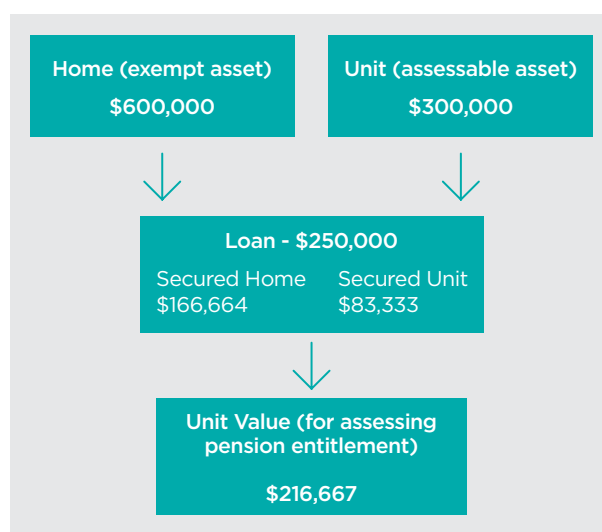 Home (exempt asset)
$600,000
Unit (assessable asset)
$300,000
Loan - $250,000
Secured Home
$166,664
Secured Unit
$83,333
Unit Value (for assessing
pension entitlement)
$216,667